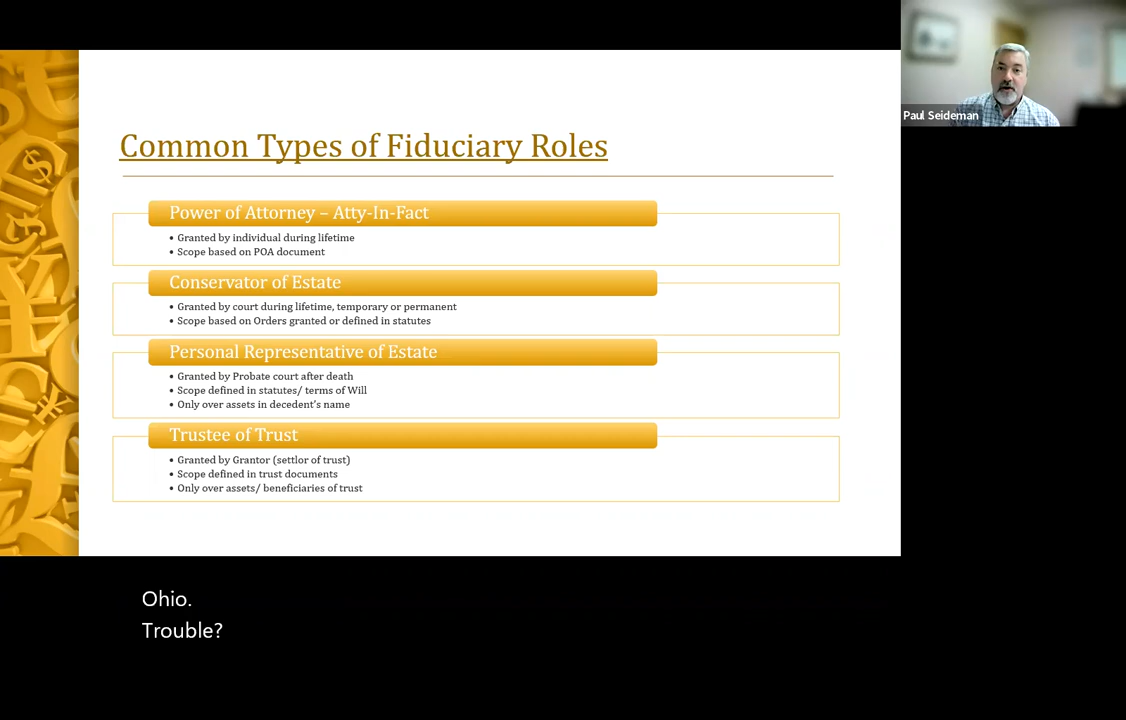 Paul Seideman
Common Types of Fiduciary Roles
Power of Attorney – Atty-In-Fact
• Granted by individual during lifetime
• Scope based on POA document
Conservator of Estate
• Granted by court during lifetime, temporary or permanent
• Scope based on Orders granted or defined in statutes
Personal Representative of Estate
• Granted by Probate court after death
• Scope defined in statutes/ terms of Will
• Only over assets in decedent's name
Trustee of Trust
• Granted by Grantor (settlor of trust)
• Scope defined in trust documents
• Only over assets/ beneficiaries of trust
Ohio.
Trouble?